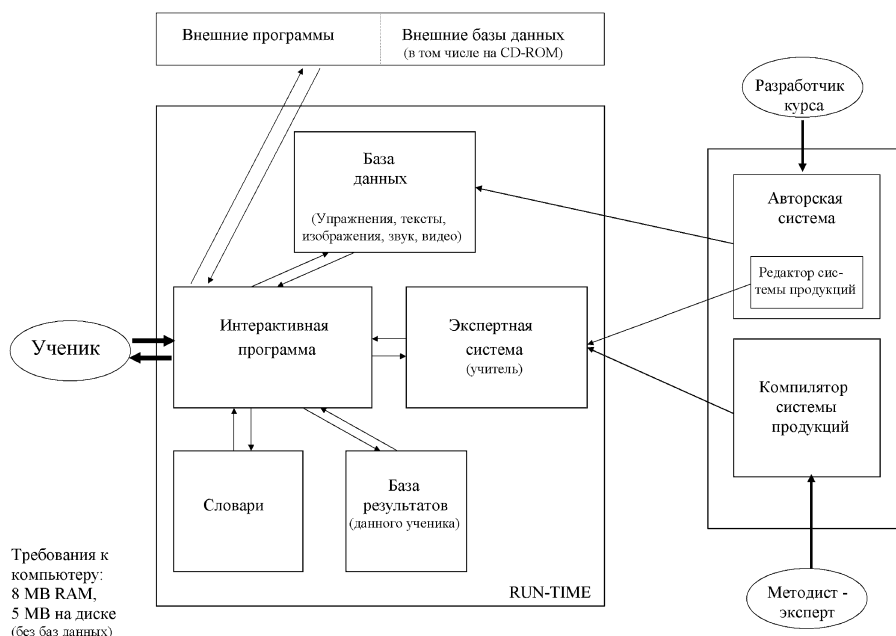 Внешние программы
Внешние базы данных
(в том числе на CD-ROM)
Разработчик
курса
База
данных
(Упражнения, тексты,
изображения, звук, видео)
Авторская
система
Редактор сис-
темы продукций
Ученик
Интерактивная
программа
Экспертная
система
(учитель)
Компилятор
системы
продукций
Словари
База
результатов
(данного ученика)
Требования к
компьютеру:
8 MB RAM,
5 MB на диске
(без баз данных)
RUN-TIME
Методист -
эксперт